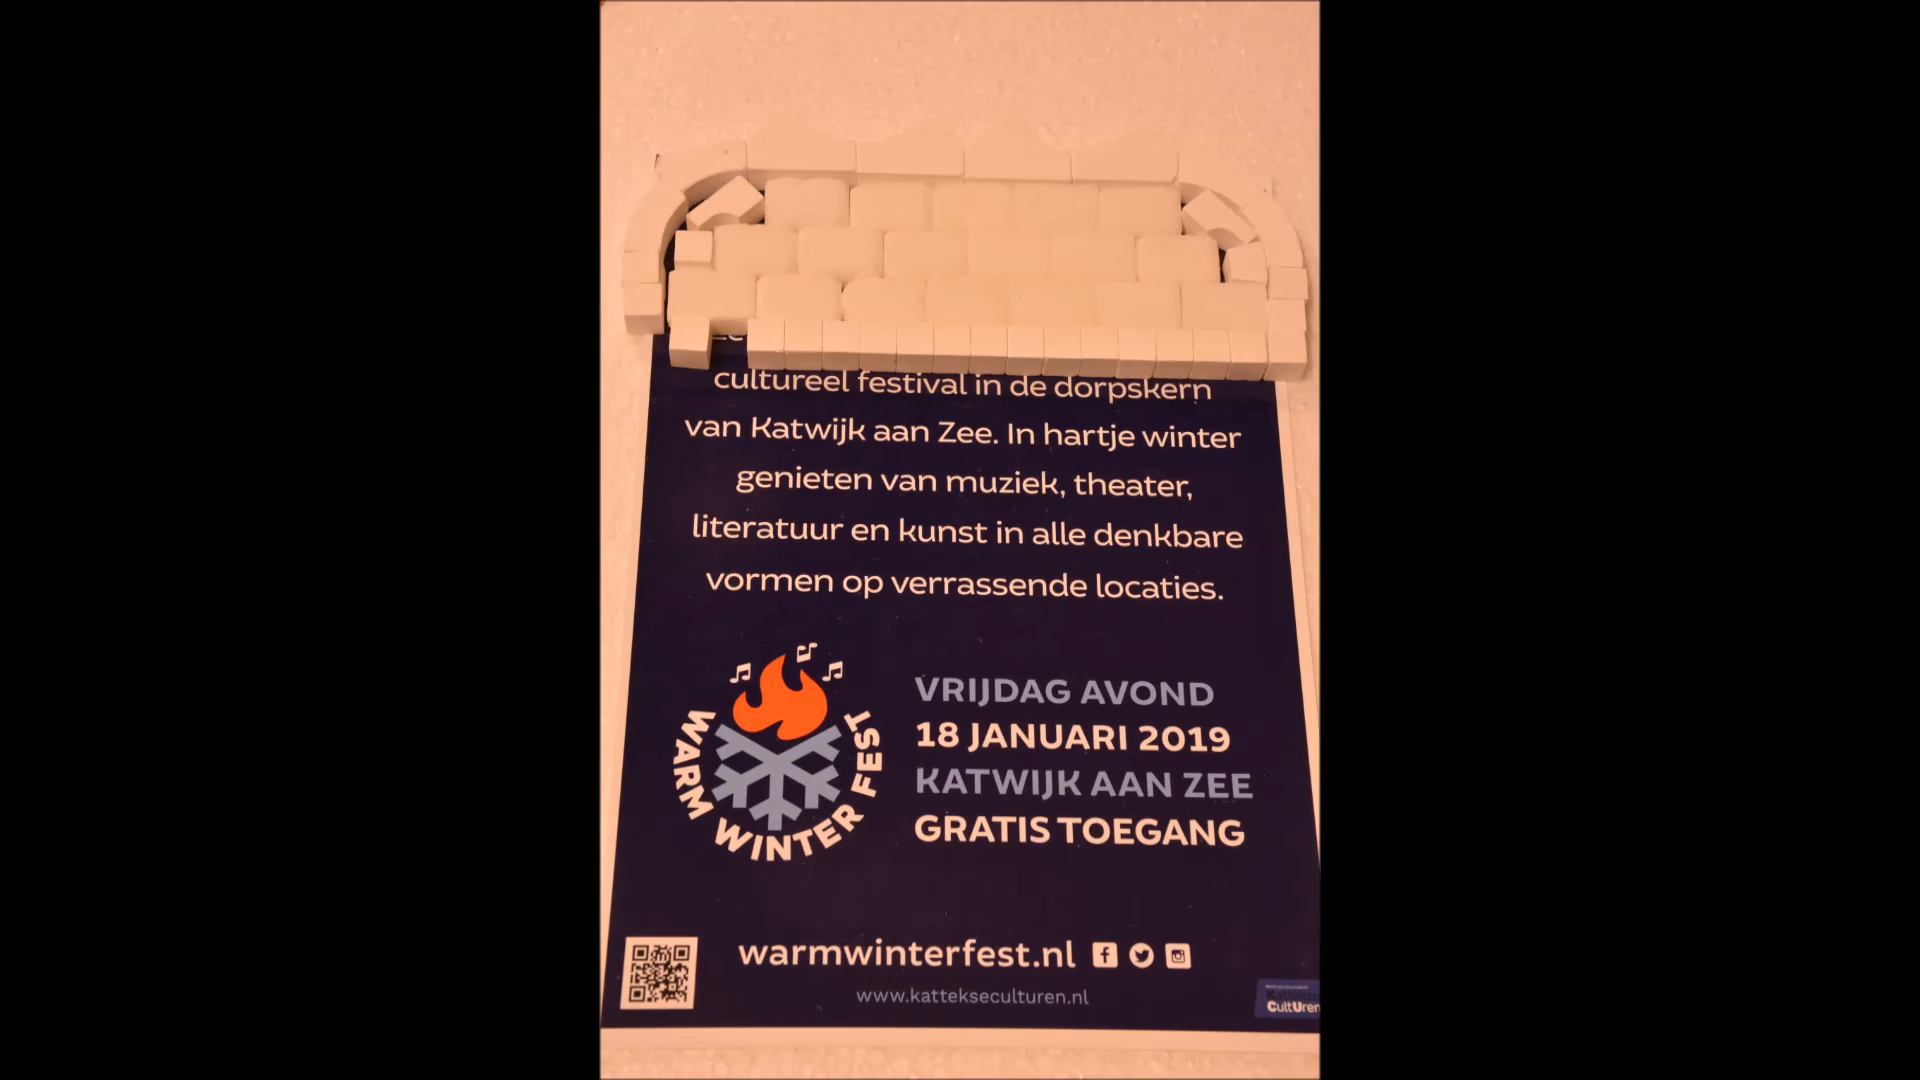 cultureel festival in de dorpskern
van Katwijk aan Zee. In hartje winter
genieten van muziek, theater,
literatuur en kunst in alle denkbare
vormen op verrassende locaties.
WARM WINTER FEST
VRIJDAG AVOND
18 JANUARI 2019
KATWIJK AAN ZEE
GRATIS TOEGANG
warmwinterfest.nl
www.kattekseculturen.nl
CultUren